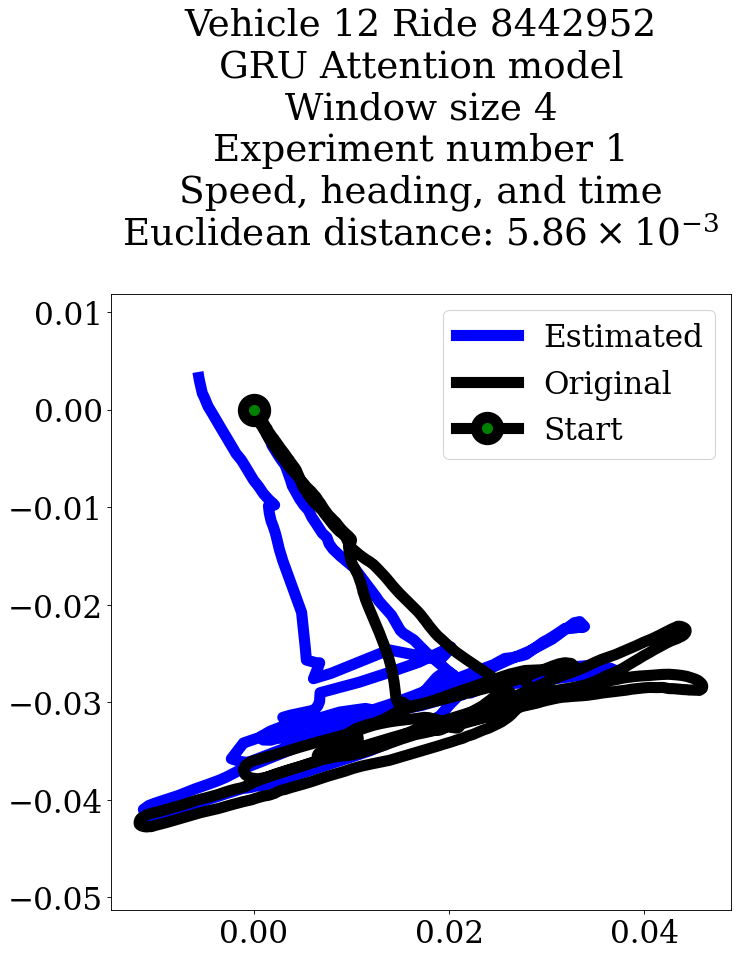 Vehicle 12 Ride 8442952
GRU Attention model
Window size 4
Experiment number 1
Speed, heading, and time
Euclidean distance: 5.86 × 10⁻³
Estimated
Original
Start
0.01
0.00
−0.01
−0.02
−0.03
−0.04
−0.05
0.00 0.02 0.04